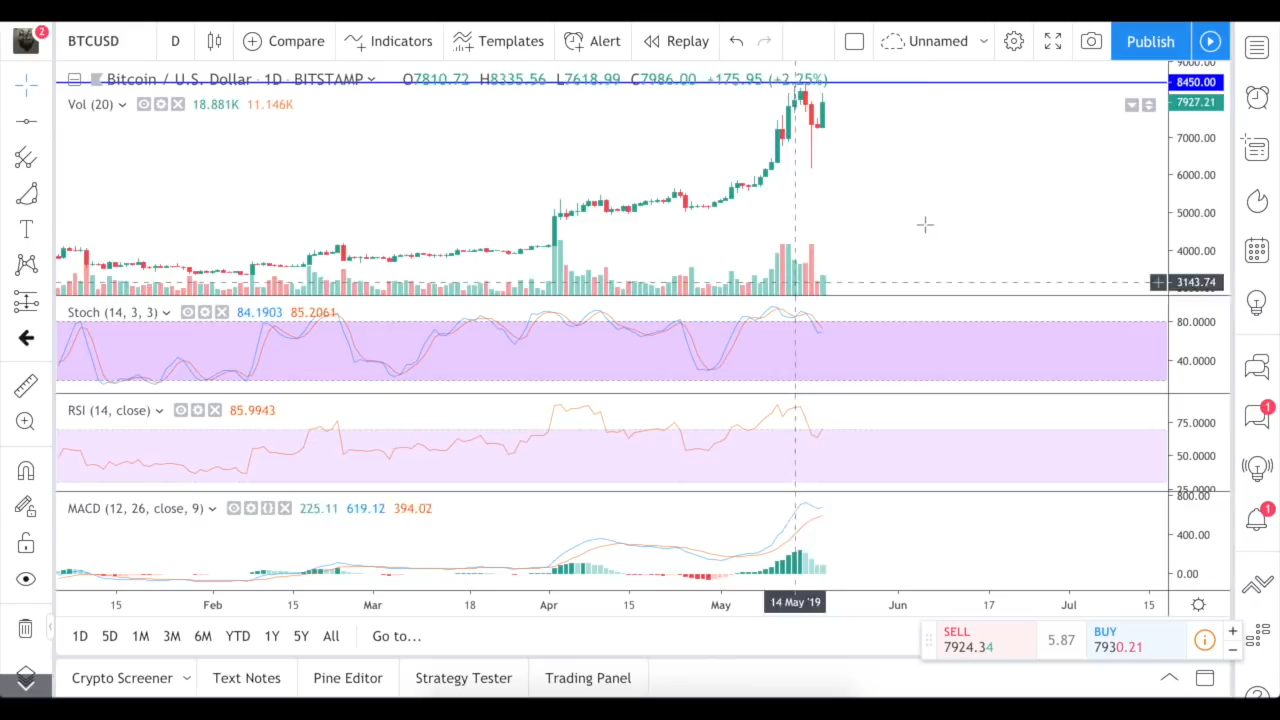 2
BTCUSD D Compare Indicators Templates Alert Replay Unnamed Publish
Bitcoin / U.S. Dollar · 1D · BITSTAMP O7810.72 H8335.56 L7618.99 C7986.00 +175.95 (+2.25%)
Vol (20) 18.881K 11.146K
9000.00
8450.00
7927.21
7000.00
6000.00
5000.00
4000.00
3143.74
Stoch (14, 3, 3) 84.1903 85.2061
80.0000
40.0000
RSI (14, close) 85.9943
75.0000
50.0000
25.0000
MACD (12, 26, close, 9) 225.11 619.12 394.02
800.00
400.00
0.00
15 Feb 15 Mar 18 Apr 15 May 14 May '19 Jun 17 Jul 15
1D 5D 1M 3M 6M YTD 1Y 5Y All Go to...
SELL
7924.34
5.87
BUY
7930.21
Crypto Screener Text Notes Pine Editor Strategy Tester Trading Panel
1
1